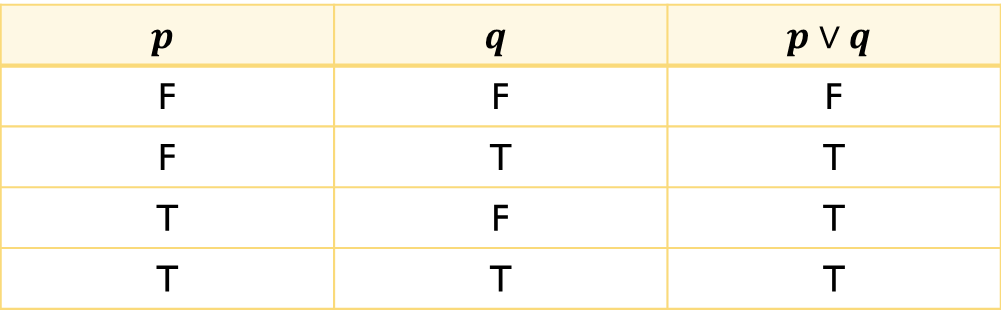 p q p ∨ q
F F F
F T T
T F T
T T T